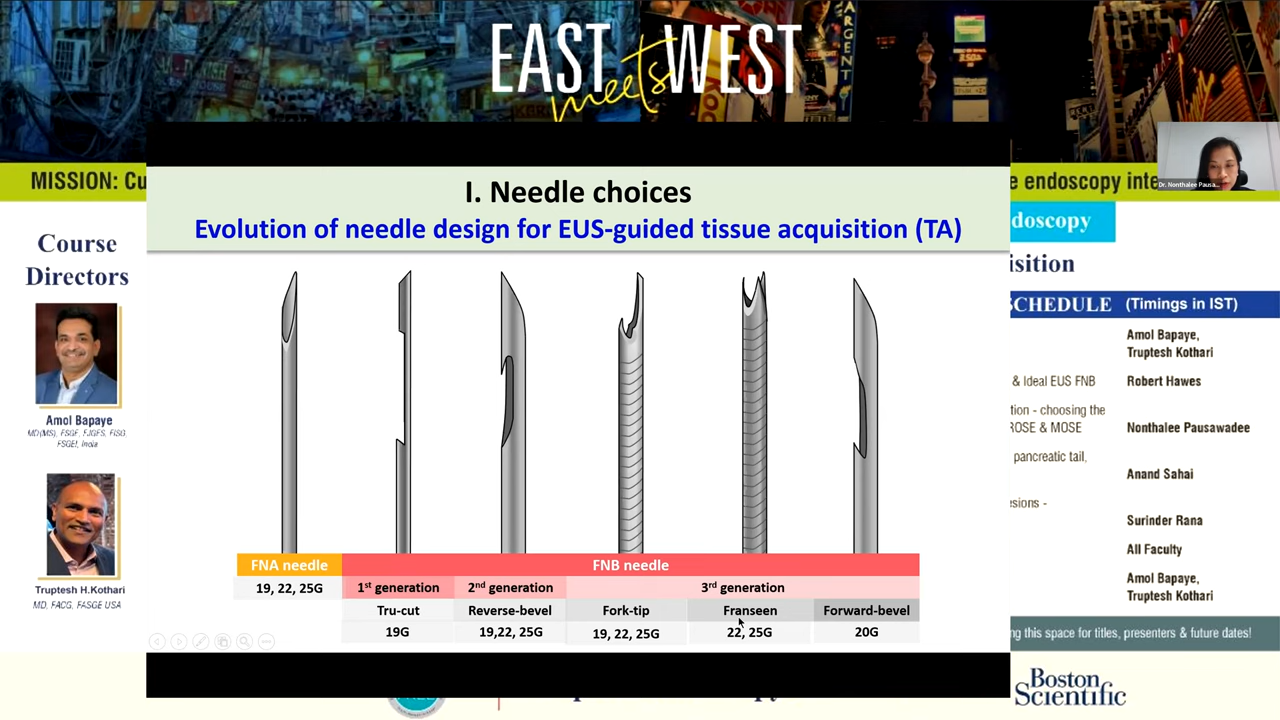 EAST meets WEST
MISSION: Cu
e endoscopy inte
Dr. Nonthalee Pausa...
Course
Directors
Amol Bapaye
MD(MS), FSGE, FJGES, FISG,
FSGEI, India
Truptesh H.Kothari
MD, FACG, FASGE USA
I. Needle choices
Evolution of needle design for EUS-guided tissue acquisition (TA)
FNA needle
FNB needle
19, 22, 25G
1st generation
2nd generation
3rd generation
Tru-cut
Reverse-bevel
Fork-tip
Franseen
Forward-bevel
19G
19,22, 25G
19, 22, 25G
22, 25G
20G
doscopy
isition
SCHEDULE (Timings in IST)
Amol Bapaye,
Truptesh Kothari
& Ideal EUS FNB Robert Hawes
tion - choosing the
ROSE & MOSE Nonthalee Pausawadee
pancreatic tail,
Anand Sahai
esions -
Surinder Rana
All Faculty
Amol Bapaye,
Truptesh Kothari
ng this space for titles, presenters & future dates!
Boston
Scientific